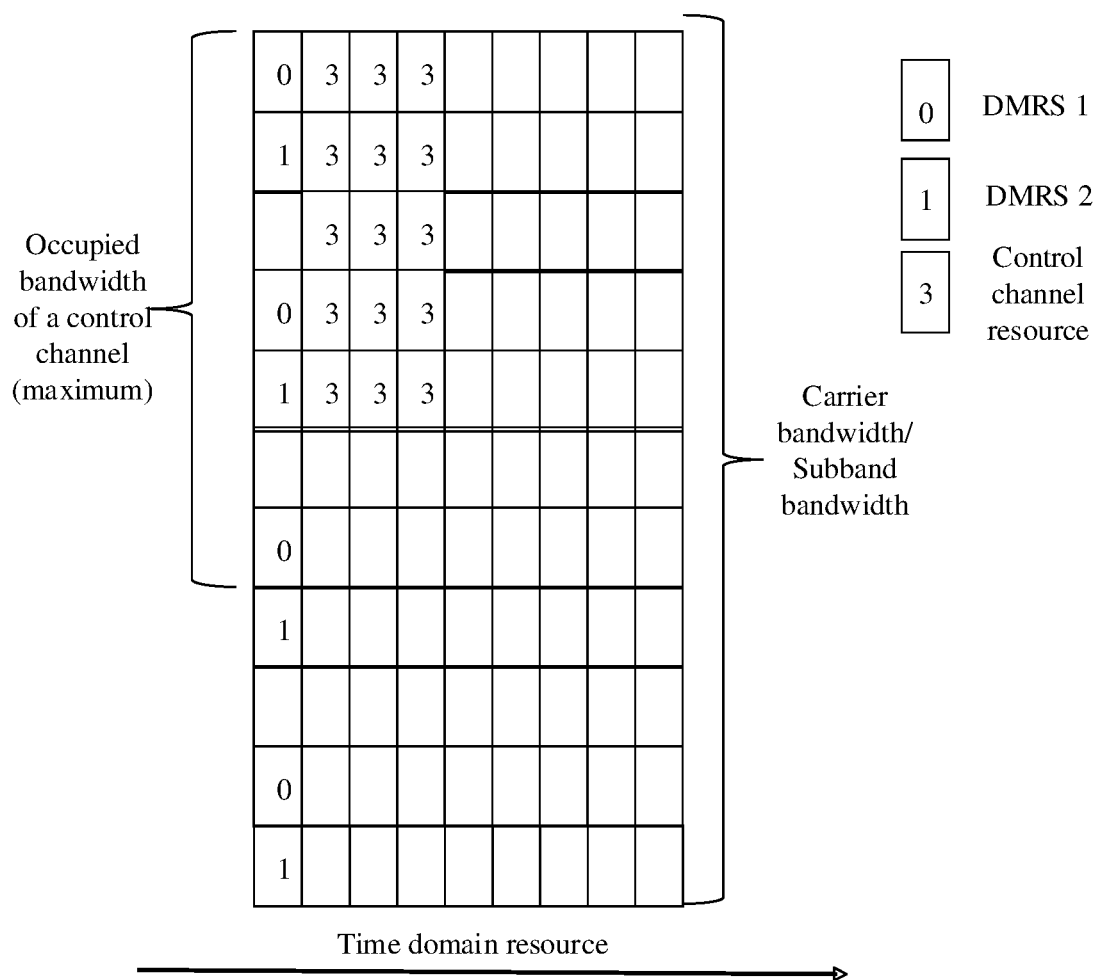 0 3 3 3
1 3 3 3
3 3 3
0 3 3 3
1 3 3 3
0
1
0
1
Occupied
bandwidth
of a control
channel
(maximum)
Carrier
bandwidth/
Subband
bandwidth
0 DMRS 1
1 DMRS 2
3
Control
channel
resource
Time domain resource